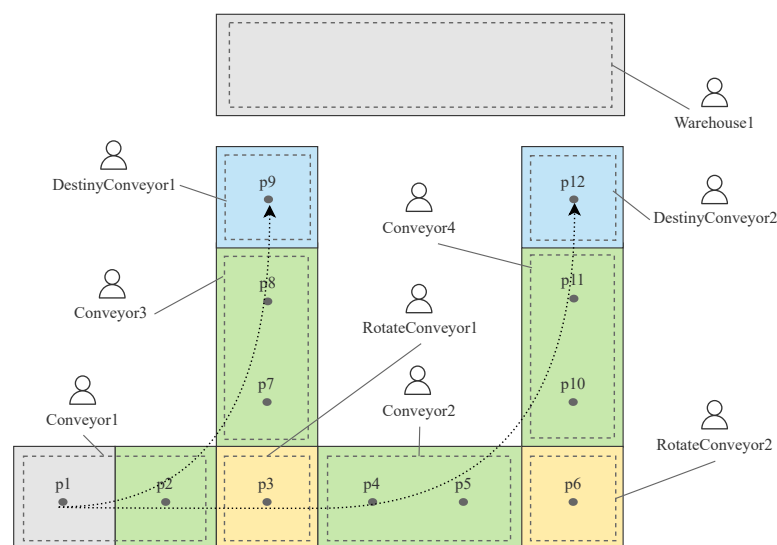 Warehouse1
DestinyConveyor1
p9
p12
Conveyor4
DestinyConveyor2
p8
p11
Conveyor3
RotateConveyor1
p7
p10
Conveyor1
Conveyor2
RotateConveyor2
p1
p2
p3
p4
p5
p6